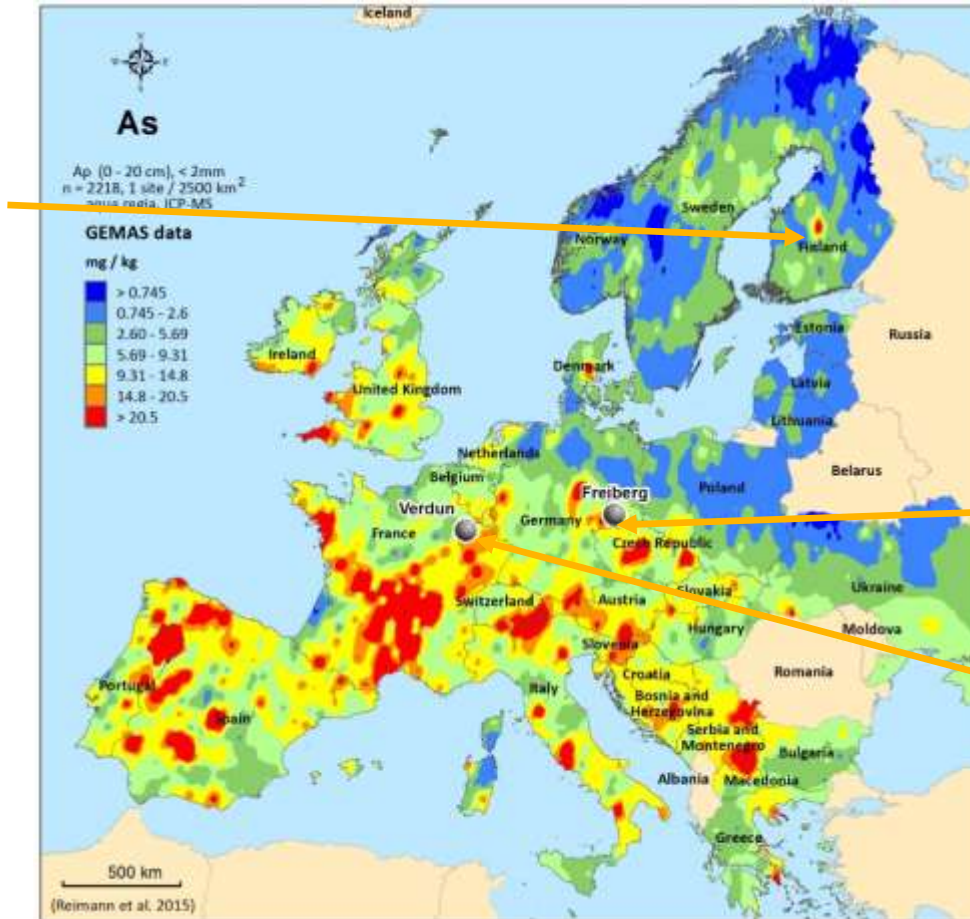 Iceland
As
Ap (0 - 20 cm), < 2mm
n = 2218, 1 site / 2500 km²
aqua regia, ICP-MS
GEMAS data
mg / kg
> 0.745
0.745 - 2.6
2.60 - 5.69
5.69 - 9.31
9.31 - 14.8
14.8 - 20.5
> 20.5
Sweden
Norway
Finland
Estonia
Russia
Ireland
Denmark
Latvia
United Kingdom
Lithuania
Netherlands
Belarus
Belgium
Poland
Freiberg
Verdun
Germany
France
Czech Republic
Ukraine
Slovakia
Switzerland
Austria
Hungary
Moldova
Slovenia
Croatia
Romania
Portugal
Italy
Bosnia and
Herzegovina
Spain
Serbia and
Montenegro
Bulgaria
Albania
Macedonia
Greece
500 km
(Reimann et al. 2015)